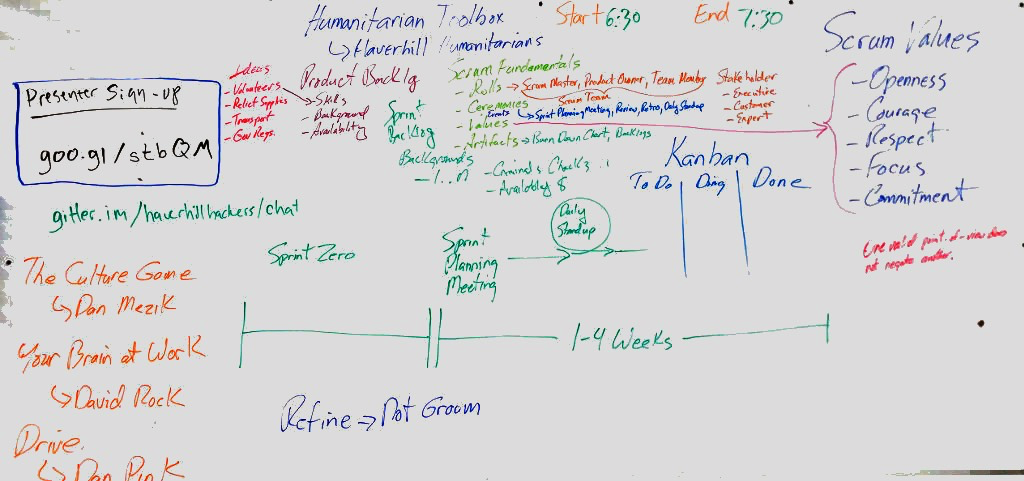 Humanitarian Toolbox
↳ Haverhill Humanitarians
Start 6:30
End 7:30
Presenter Sign-up
goo.gl/stbQM
gitter.im/haverhillhackers/chat
Ideas
- Volunteers
- Relief Supplies
- Transport
- Gov Reqs.
Product Backlog
- Skills
- Background
- Availability
Sprint
Backlog
Scrum Fundamentals
- Rolls → Scrum Master, Product Owner, Team Member
Scrum Team
- Ceremonies
Events ↳ Sprint Planning Meeting, Review, Retro, Daily Standup
- Values
- Artifacts → Burn Down Chart, Backlogs
Stakeholder
- Executive
- Customer
- Expert
Scrum Values
- Openness
- Courage
- Respect
- Focus
- Commitment
Backgrounds
- 1..n
- Criminal Checks
- Availability
Kanban
To Do | Doing | Done
One valid point-of-view does
not negate another.
The Culture Game
↳ Dan Mezik
Your Brain at Work
↳ David Rock
Drive
↳ Dan Pink
Sprint Zero
Sprint
Planning
Meeting
Daily
Standup
1-4 Weeks
Refine → Not Groom